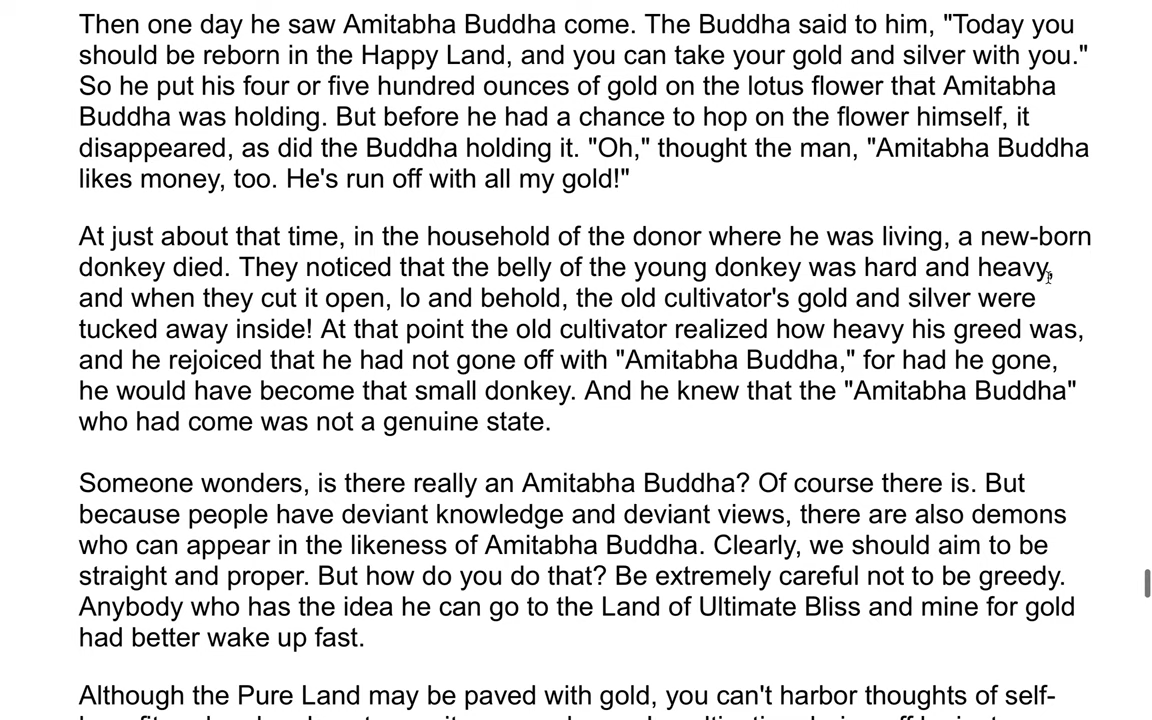 Then one day he saw Amitabha Buddha come. The Buddha said to him, "Today you
should be reborn in the Happy Land, and you can take your gold and silver with you."
So he put his four or five hundred ounces of gold on the lotus flower that Amitabha
Buddha was holding. But before he had a chance to hop on the flower himself, it
disappeared, as did the Buddha holding it. "Oh," thought the man, "Amitabha Buddha
likes money, too. He's run off with all my gold!"
At just about that time, in the household of the donor where he was living, a new-born
donkey died. They noticed that the belly of the young donkey was hard and heavy,
and when they cut it open, lo and behold, the old cultivator's gold and silver were
tucked away inside! At that point the old cultivator realized how heavy his greed was,
and he rejoiced that he had not gone off with "Amitabha Buddha," for had he gone,
he would have become that small donkey. And he knew that the "Amitabha Buddha"
who had come was not a genuine state.
Someone wonders, is there really an Amitabha Buddha? Of course there is. But
because people have deviant knowledge and deviant views, there are also demons
who can appear in the likeness of Amitabha Buddha. Clearly, we should aim to be
straight and proper. But how do you do that? Be extremely careful not to be greedy.
Anybody who has the idea he can go to the Land of Ultimate Bliss and mine for gold
had better wake up fast.
Although the Pure Land may be paved with gold, you can't harbor thoughts of self-